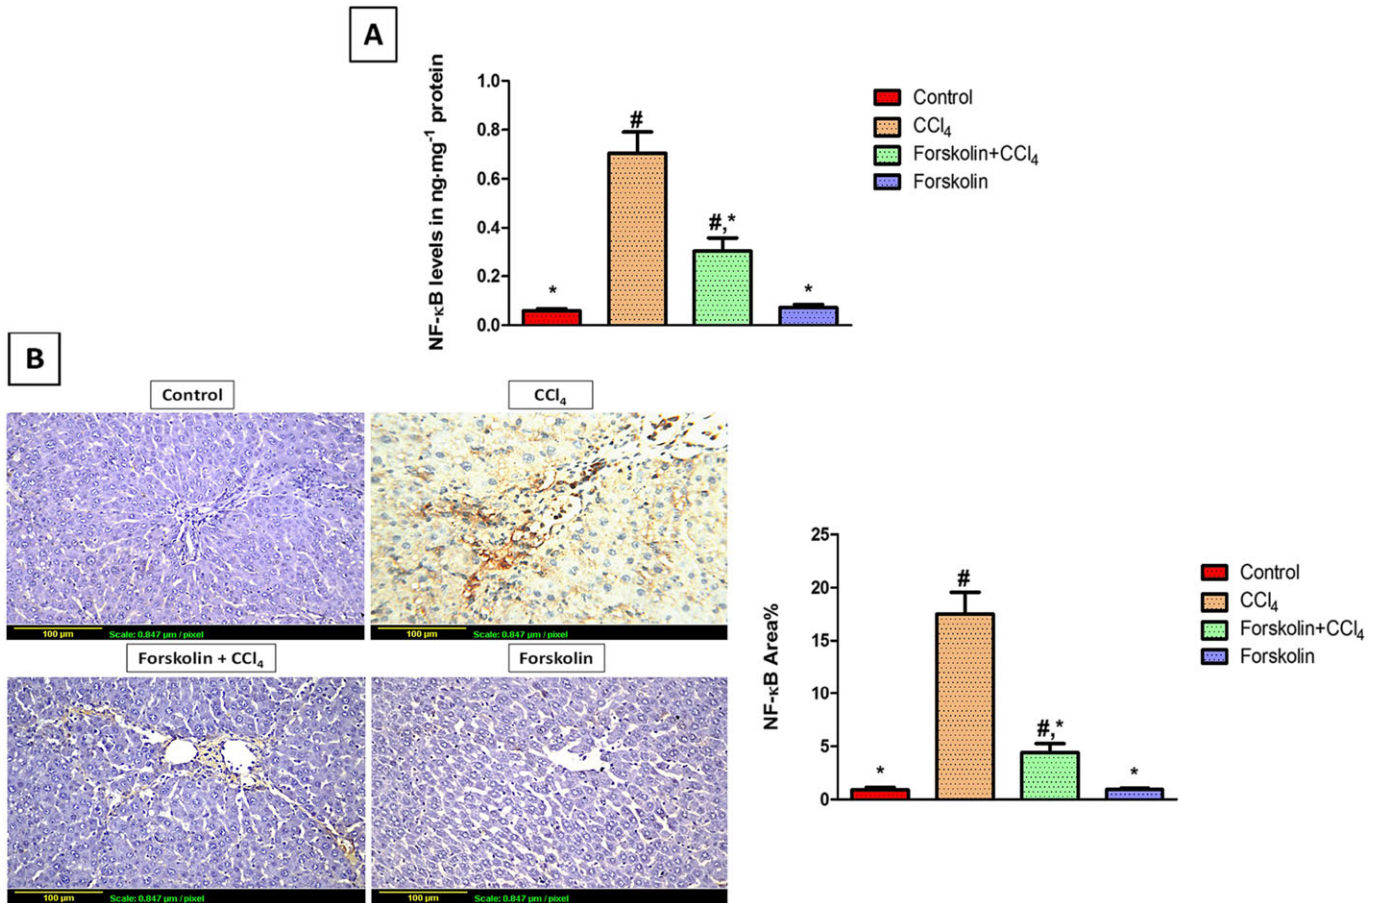 A
NF-κB levels in ng·mg⁻¹ protein
1.0
0.8
0.6
0.4
0.2
0.0
*
#
#,*
*
Control
CCl₄
Forskolin+CCl₄
Forskolin
B
Control
CCl₄
100 µm Scale: 0.847 µm / pixel
100 µm Scale: 0.847 µm / pixel
Forskolin + CCl₄
Forskolin
100 µm Scale: 0.847 µm / pixel
100 µm Scale: 0.847 µm / pixel
NF-κB Area%
25
20
15
10
5
0
*
#
#,*
*
Control
CCl₄
Forskolin+CCl₄
Forskolin